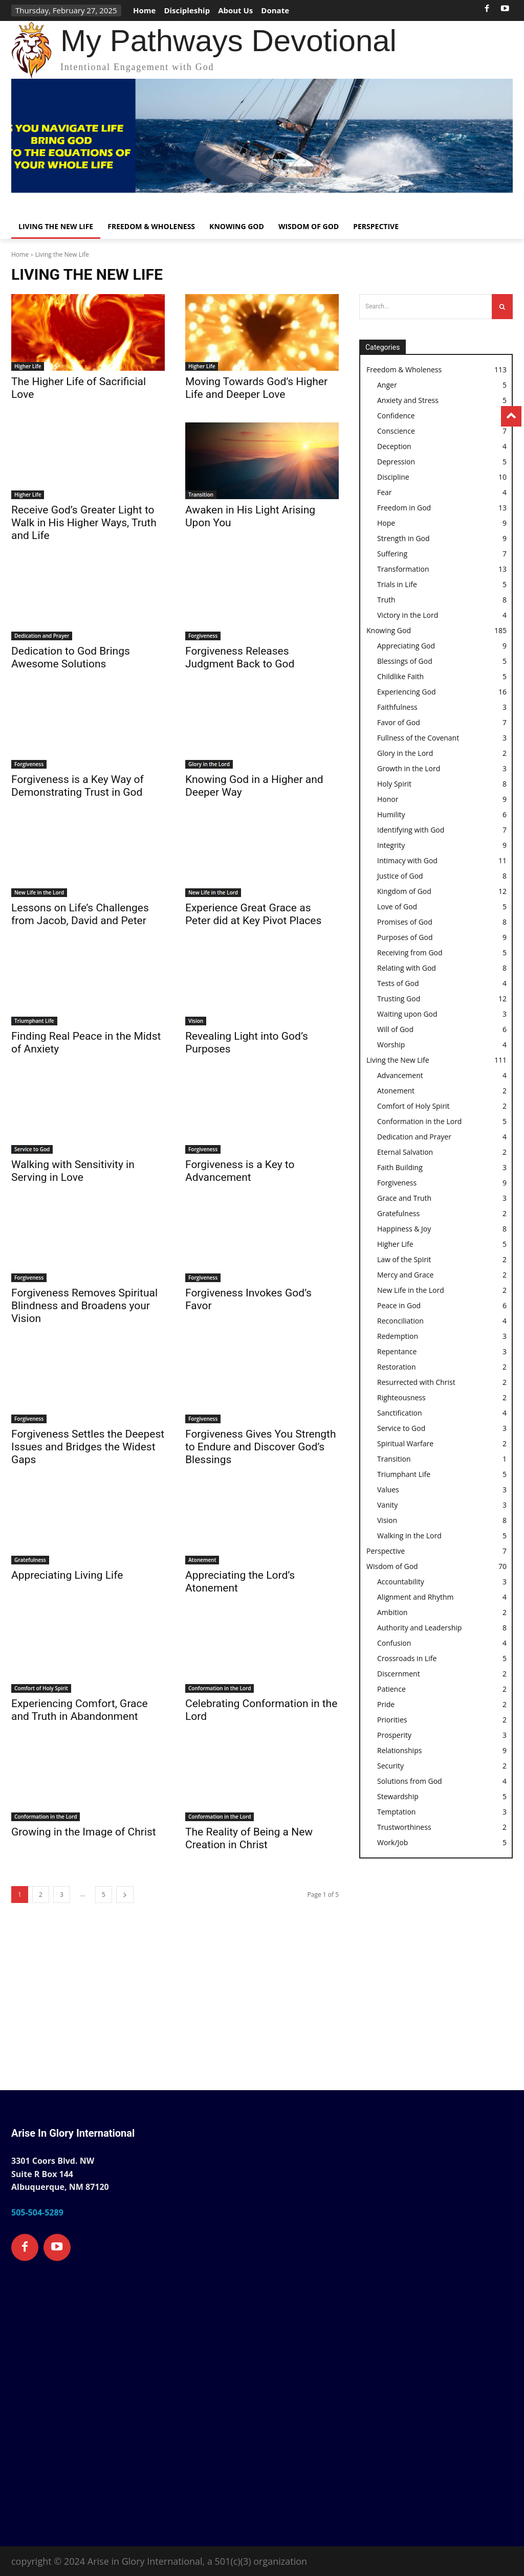 Thursday, February 27, 2025
Home Discipleship About Us Donate
My Pathways Devotional
Intentional Engagement with God
S YOU NAVIGATE LIFE
BRING GOD
TO THE EQUATIONS OF
YOUR WHOLE LIFE
LIVING THE NEW LIFE FREEDOM & WHOLENESS KNOWING GOD WISDOM OF GOD PERSPECTIVE
Home › Living the New Life
LIVING THE NEW LIFE
Higher Life
The Higher Life of Sacrificial
Love
Higher Life
Moving Towards God's Higher
Life and Deeper Love
Higher Life
Receive God's Greater Light to
Walk in His Higher Ways, Truth
and Life
Transition
Awaken in His Light Arising
Upon You
Dedication and Prayer
Dedication to God Brings
Awesome Solutions
Forgiveness
Forgiveness Releases
Judgment Back to God
Forgiveness
Forgiveness is a Key Way of
Demonstrating Trust in God
Glory in the Lord
Knowing God in a Higher and
Deeper Way
New Life in the Lord
Lessons on Life's Challenges
from Jacob, David and Peter
New Life in the Lord
Experience Great Grace as
Peter did at Key Pivot Places
Triumphant Life
Finding Real Peace in the Midst
of Anxiety
Vision
Revealing Light into God's
Purposes
Service to God
Walking with Sensitivity in
Serving in Love
Forgiveness
Forgiveness is a Key to
Advancement
Forgiveness
Forgiveness Removes Spiritual
Blindness and Broadens your
Vision
Forgiveness
Forgiveness Invokes God's
Favor
Forgiveness
Forgiveness Settles the Deepest
Issues and Bridges the Widest
Gaps
Forgiveness
Forgiveness Gives You Strength
to Endure and Discover God's
Blessings
Gratefulness
Appreciating Living Life
Atonement
Appreciating the Lord's
Atonement
Comfort of Holy Spirit
Experiencing Comfort, Grace
and Truth in Abandonment
Conformation in the Lord
Celebrating Conformation in the
Lord
Conformation in the Lord
Growing in the Image of Christ
Conformation in the Lord
The Reality of Being a New
Creation in Christ
1 2 3 ... 5
Page 1 of 5
Search...
Categories
Freedom & Wholeness 113
Anger 5
Anxiety and Stress 5
Confidence
Conscience 7
Deception 4
Depression 5
Discipline 10
Fear 4
Freedom in God 13
Hope 9
Strength in God 9
Suffering 7
Transformation 13
Trials in Life 5
Truth 8
Victory in the Lord 4
Knowing God 185
Appreciating God 9
Blessings of God 5
Childlike Faith 5
Experiencing God 16
Faithfulness 3
Favor of God 7
Fullness of the Covenant 3
Glory in the Lord 2
Growth in the Lord 3
Holy Spirit 8
Honor 9
Humility 6
Identifying with God 7
Integrity 9
Intimacy with God 11
Justice of God 8
Kingdom of God 12
Love of God 5
Promises of God 8
Purposes of God 9
Receiving from God 5
Relating with God 8
Tests of God 4
Trusting God 12
Waiting upon God 3
Will of God 6
Worship 4
Living the New Life 111
Advancement 4
Atonement 2
Comfort of Holy Spirit 2
Conformation in the Lord 5
Dedication and Prayer 4
Eternal Salvation 2
Faith Building 3
Forgiveness 9
Grace and Truth 3
Gratefulness 2
Happiness & Joy 8
Higher Life 5
Law of the Spirit 2
Mercy and Grace 2
New Life in the Lord 2
Peace in God 6
Reconciliation 4
Redemption 3
Repentance 3
Restoration 2
Resurrected with Christ 2
Righteousness 2
Sanctification 4
Service to God 3
Spiritual Warfare 2
Transition 1
Triumphant Life 5
Values 3
Vanity 3
Vision 8
Walking in the Lord 5
Perspective 7
Wisdom of God 70
Accountability 3
Alignment and Rhythm 4
Ambition 2
Authority and Leadership 8
Confusion 4
Crossroads in Life 5
Discernment 4
Patience 2
Pride 2
Priorities 2
Prosperity 3
Relationships 9
Security 2
Solutions from God 4
Stewardship 5
Temptation 3
Trustworthiness 2
Work/Job 5
Arise In Glory International
3301 Coors Blvd. NW
Suite R Box 144
Albuquerque, NM 87120
505-504-5289
copyright © 2024 Arise in Glory International, a 501(c)(3) organization